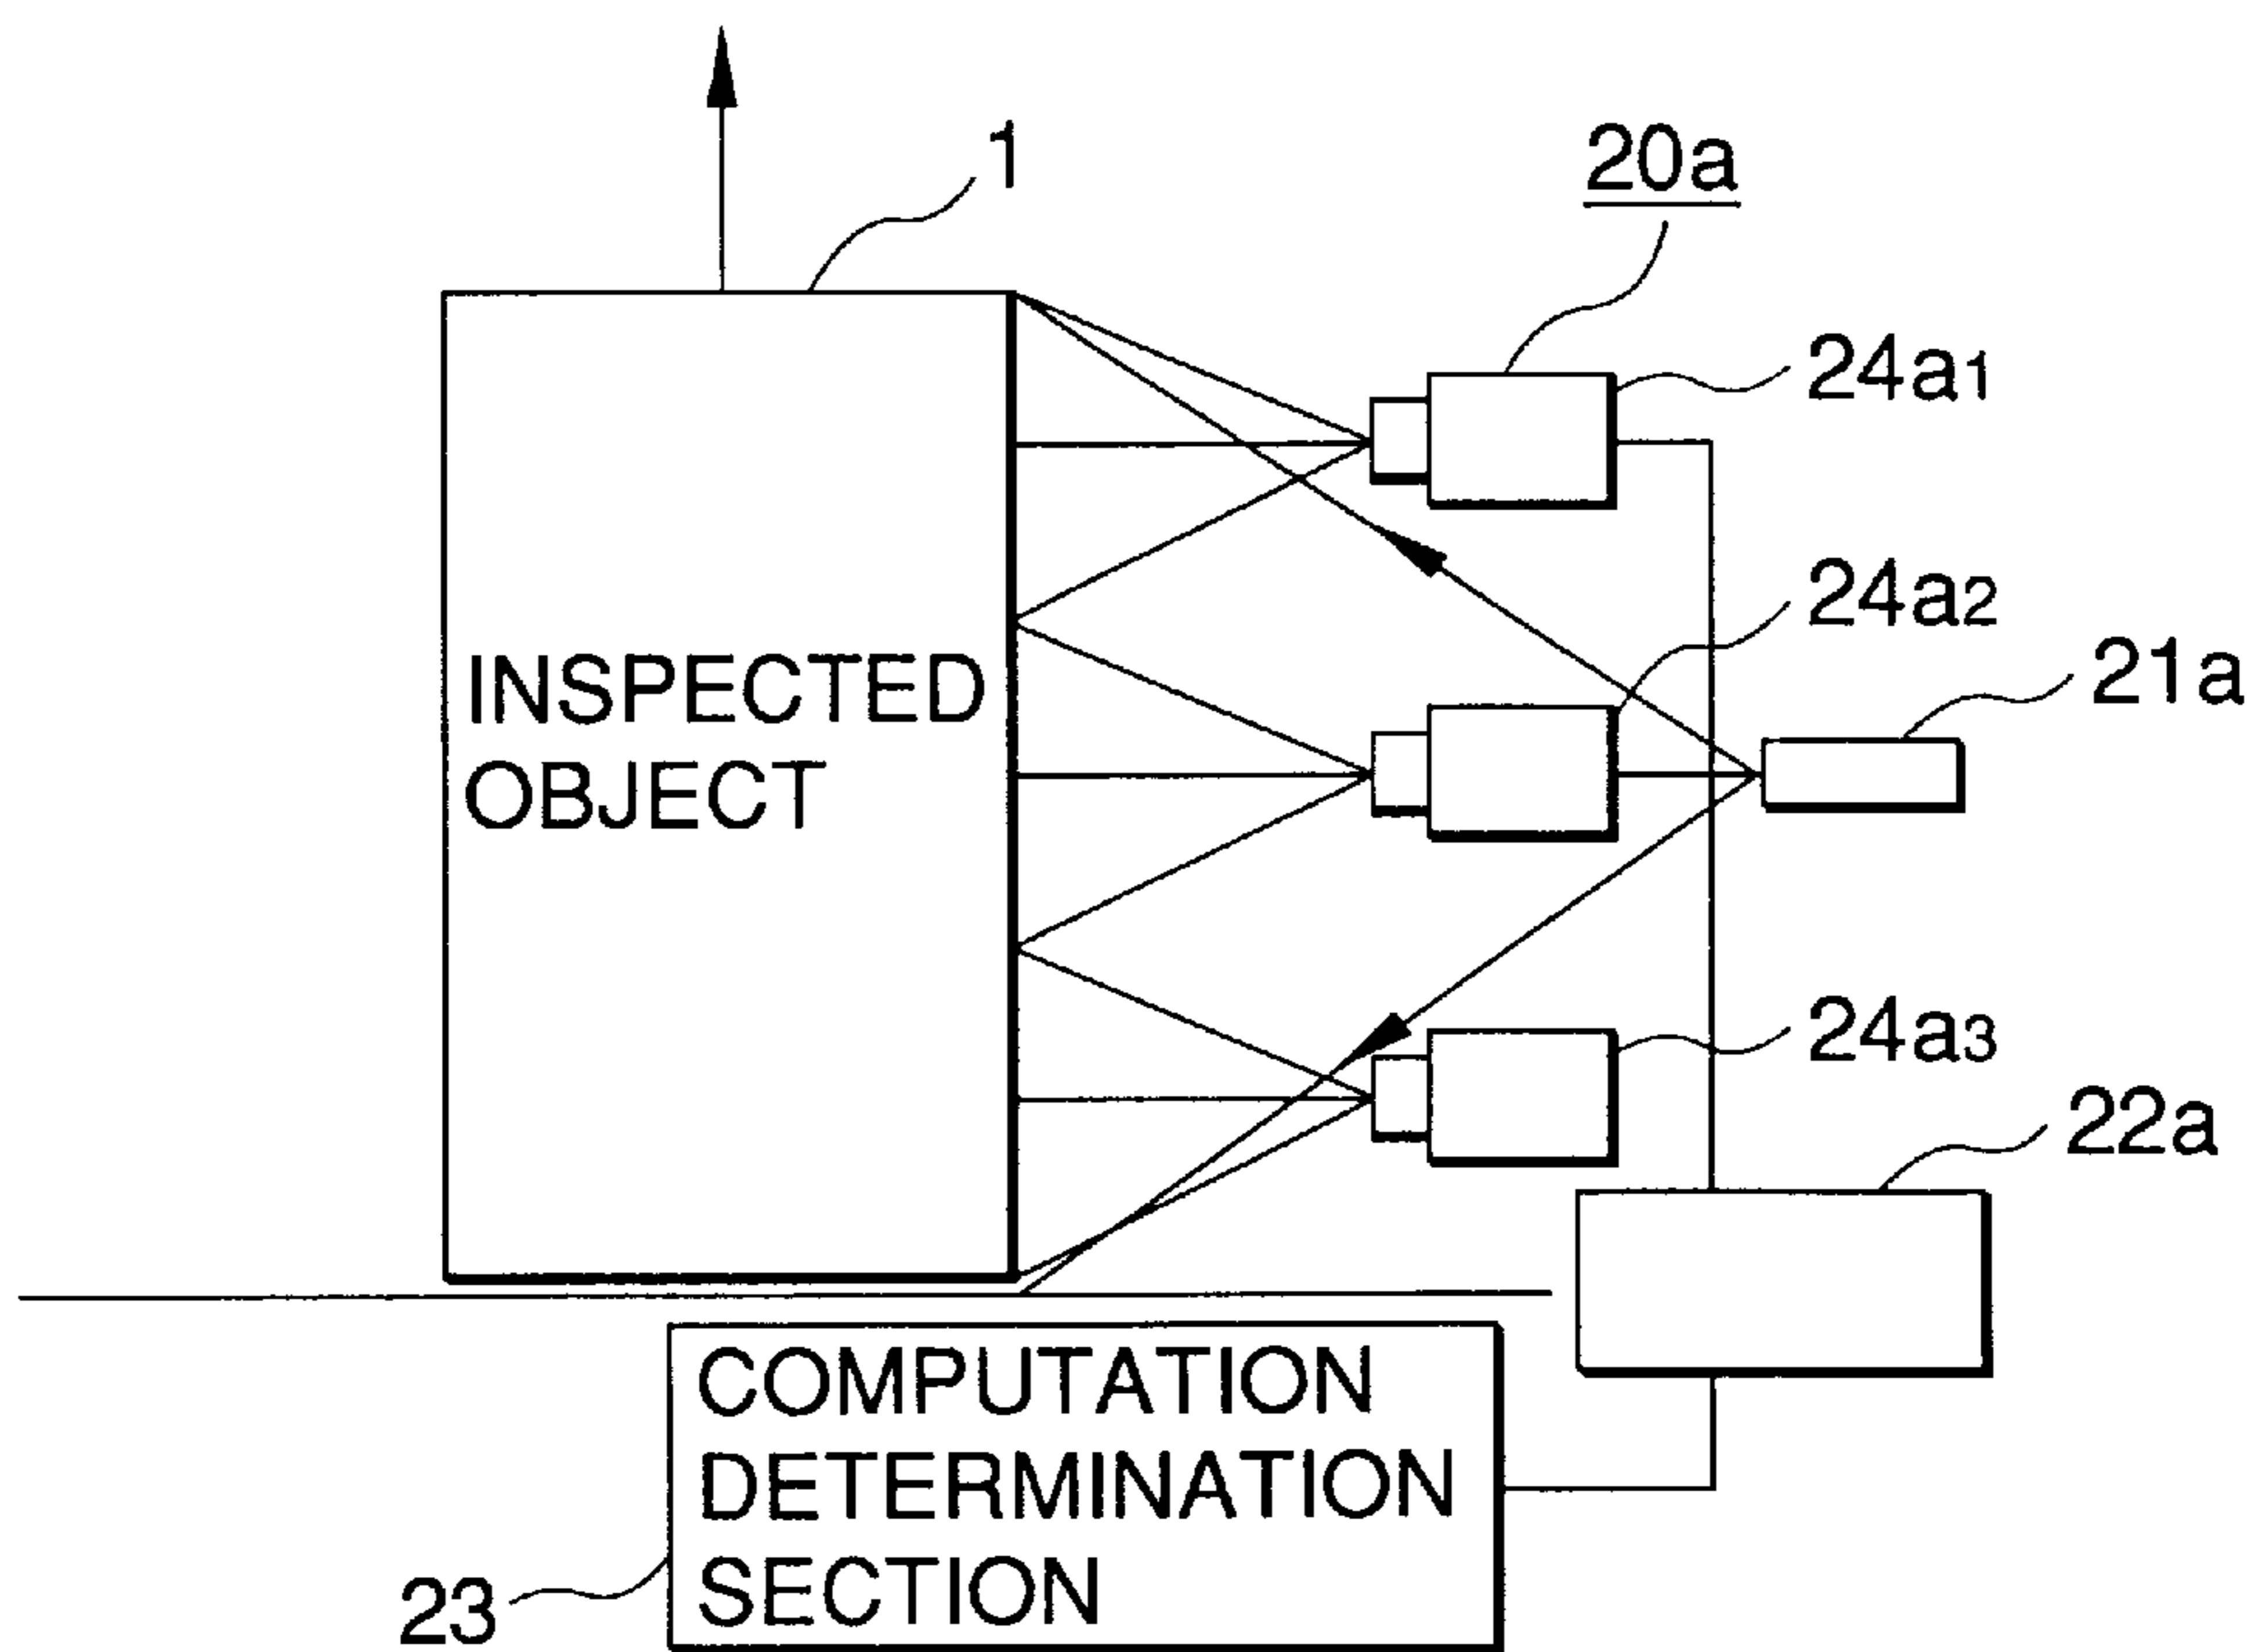 1
20a
24a1
24a2
21a
INSPECTED
OBJECT
24a3
22a
COMPUTATION
DETERMINATION
SECTION
23